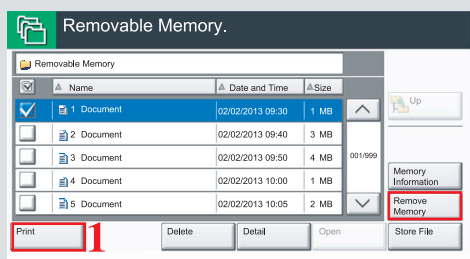 Removable Memory.
Removable Memory
Name Date and Time Size
1 Document 02/02/2013 09:30 1 MB
Up
2 Document 02/02/2013 09:40 3 MB
3 Document 02/02/2013 09:50 4 MB
001/999
4 Document 02/02/2013 10:00 1 MB
Memory
Information
5 Document 02/02/2013 10:05 2 MB
Remove
Memory
Print 1 Delete Detail Open Store File